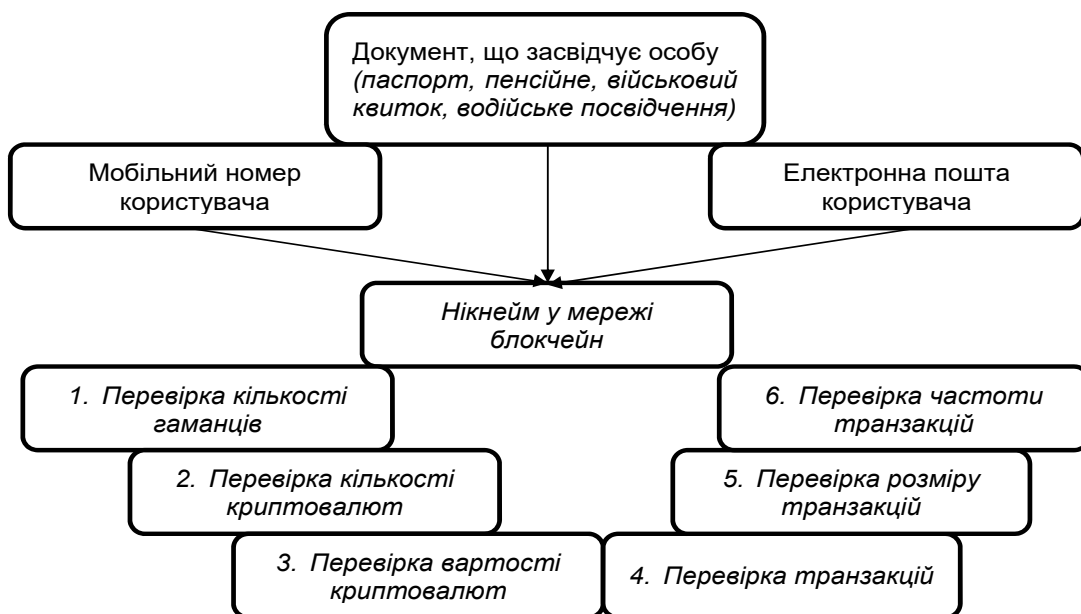 Документ, що засвідчує особу
(паспорт, пенсійне, військовий
квиток, водійське посвідчення)
Мобільний номер
користувача
Електронна пошта
користувача
Нікнейм у мережі
блокчейн
1. Перевірка кількості
гаманців
6. Перевірка частоти
транзакцій
2. Перевірка кількості
криптовалют
5. Перевірка розміру
транзакцій
3. Перевірка вартості
криптовалют
4. Перевірка транзакцій